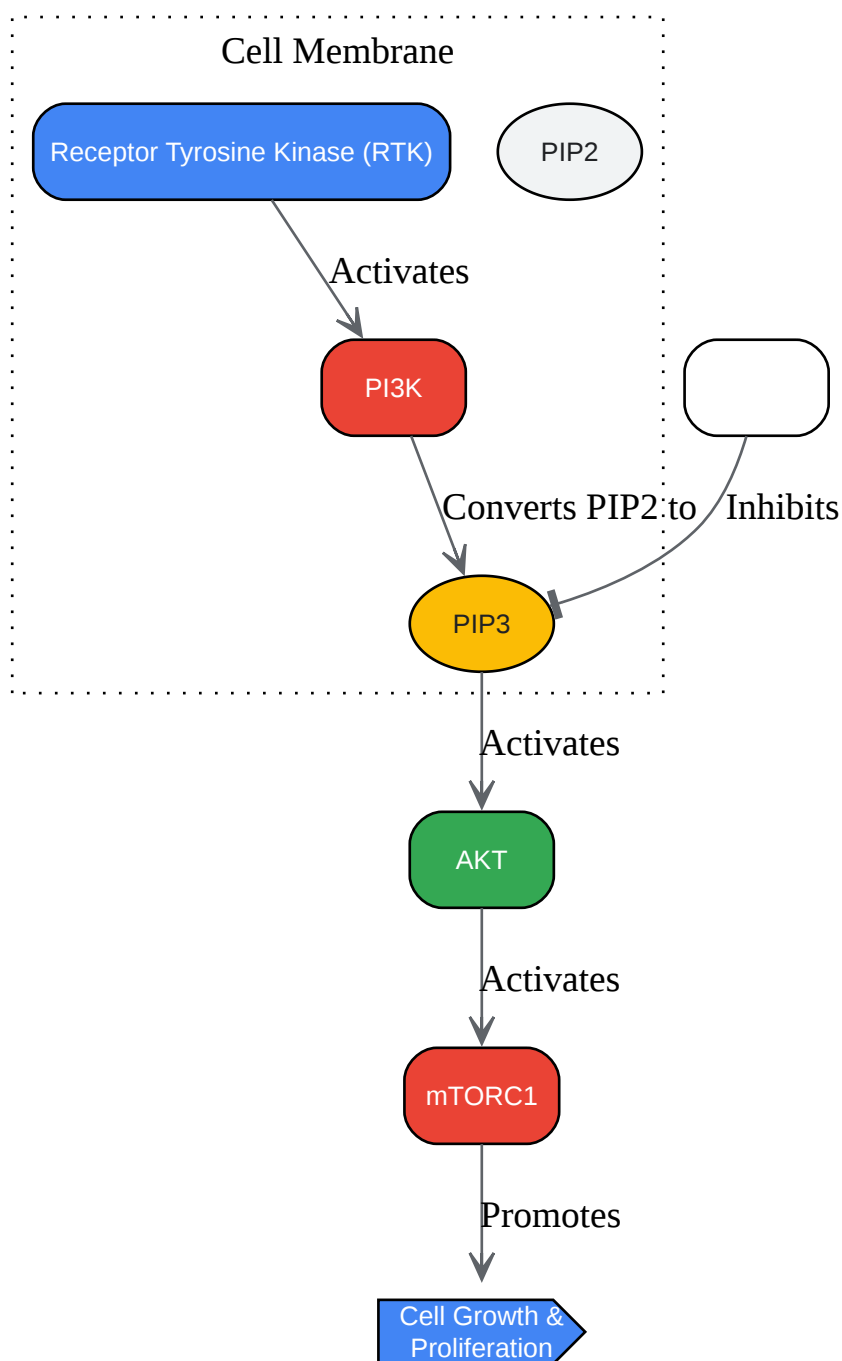 Cell Membrane
Receptor Tyrosine Kinase (RTK)
PIP2
Activates
PI3K
Converts PIP2 to
Inhibits
PIP3
Activates
AKT
Activates
mTORC1
Promotes
Cell Growth &
Proliferation